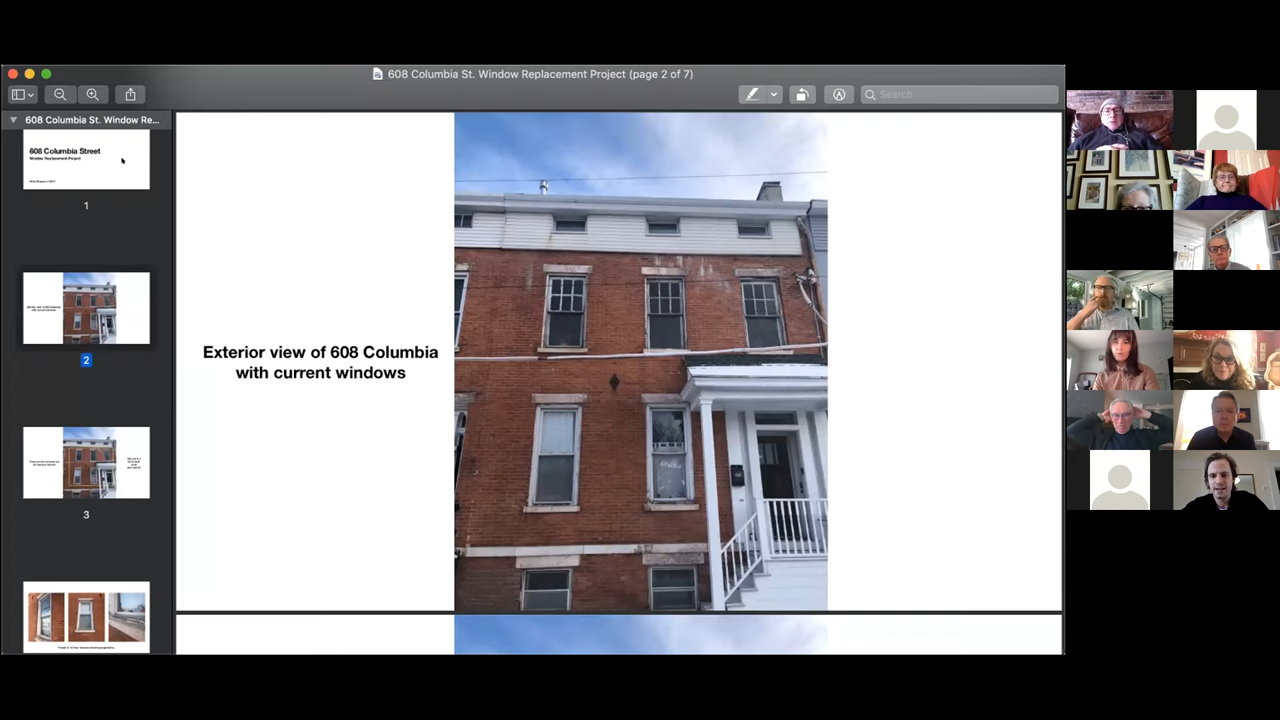 608 Columbia St. Window Replacement Project (page 2 of 7)
Search
608 Columbia St. Window Re...
608 Columbia Street
Window Replacement Project
1
2
3
Exterior view of 608 Columbia
with current windows